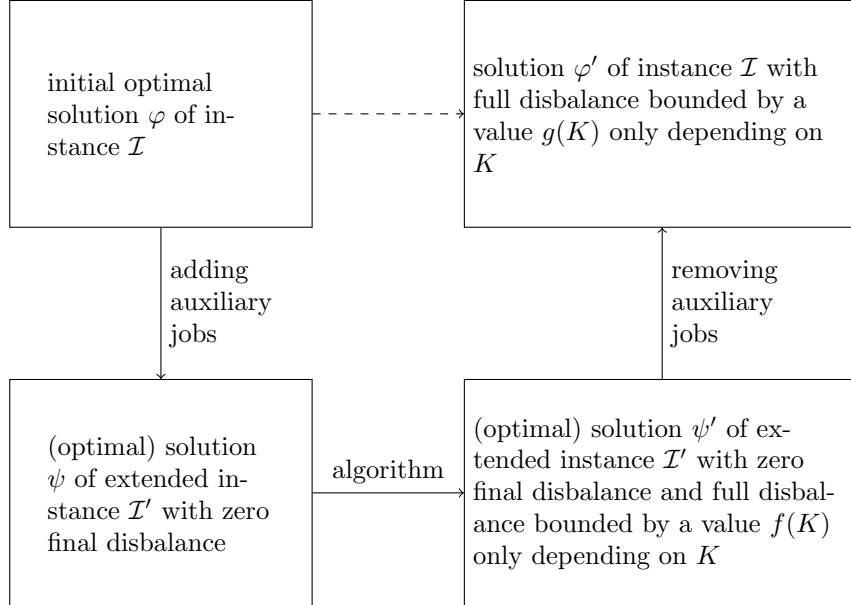 initial optimal
solution φ of in-
stance ℐ
solution φ′ of instance ℐ with
full disbalance bounded by a
value g(K) only depending on
K
adding
auxiliary
jobs
removing
auxiliary
jobs
(optimal) solution
ψ of extended in-
stance ℐ′ with zero
final disbalance
algorithm
(optimal) solution ψ′ of ex-
tended instance ℐ′ with zero
final disbalance and full disbal-
ance bounded by a value f(K)
only depending on K